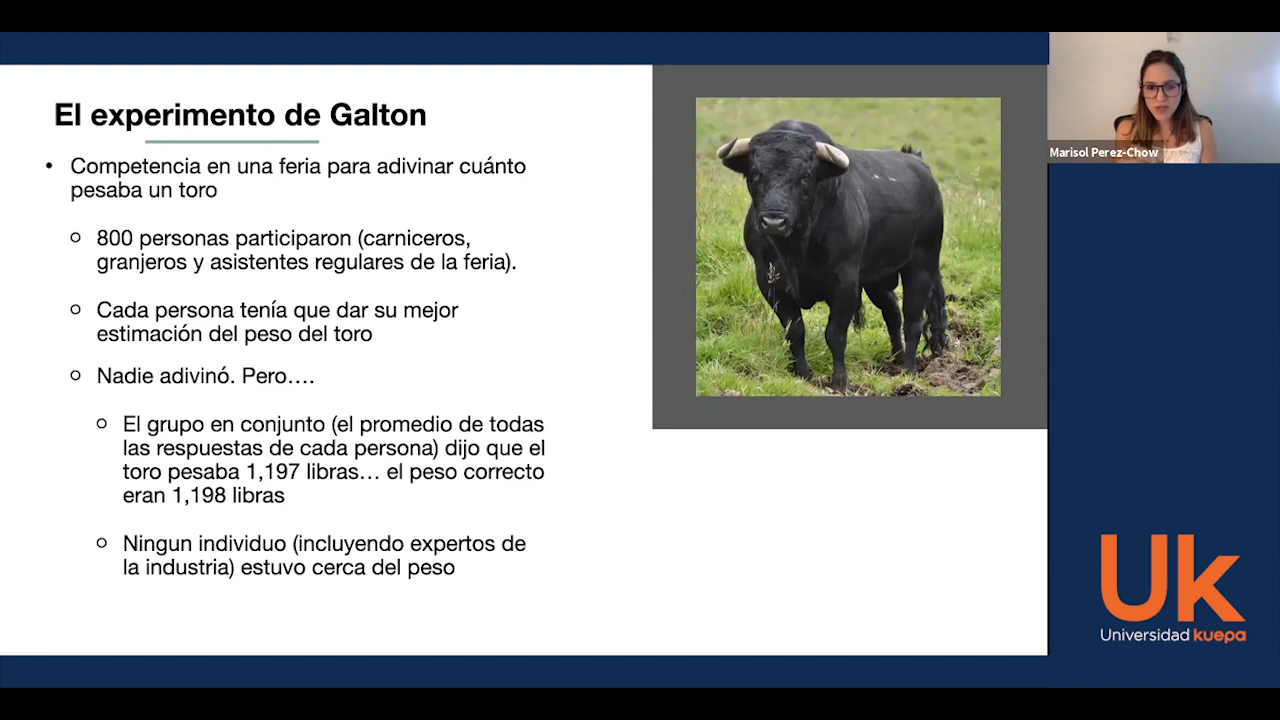 El experimento de Galton
• Competencia en una feria para adivinar cuánto
pesaba un toro
800 personas participaron (carniceros,
granjeros y asistentes regulares de la feria).
Cada persona tenía que dar su mejor
estimación del peso del toro
Nadie adivinó. Pero….
El grupo en conjunto (el promedio de todas
las respuestas de cada persona) dijo que el
toro pesaba 1,197 libras… el peso correcto
eran 1,198 libras
Ningun individuo (incluyendo expertos de
la industria) estuvo cerca del peso
Marisol Perez-Chow
Uk
Universidad kuepa